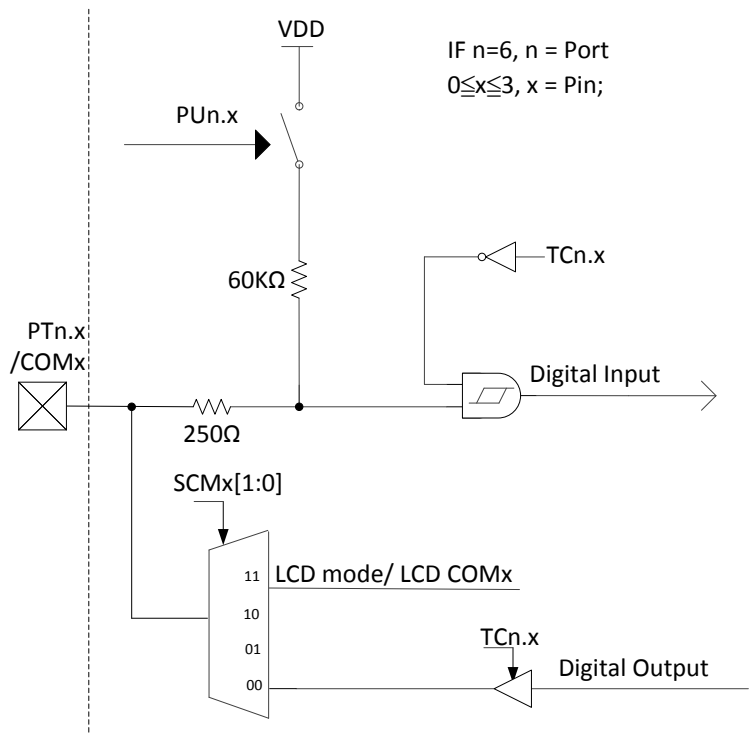 VDD
IF n=6, n = Port
0≦x≦3, x = Pin;
PUn.x
60KΩ
TCn.x
PTn.x
/COMx
Digital Input
250Ω
SCMx[1:0]
11
LCD mode/ LCD COMx
10
01
00
TCn.x
Digital Output